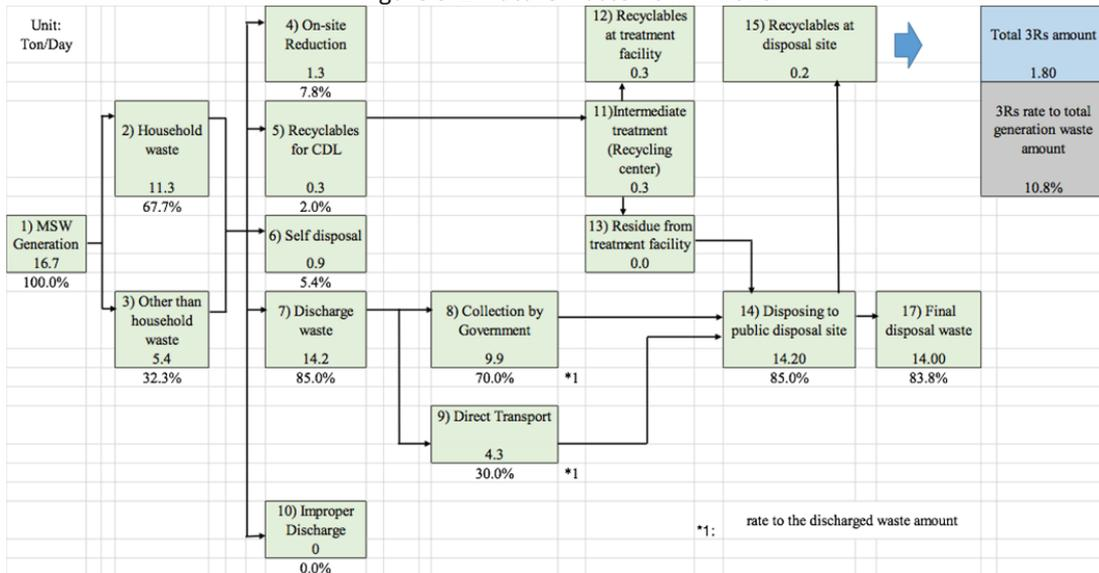 Unit:
Ton/Day
4) On-site
Reduction
1.3
7.8%
12) Recyclables
at treatment
facility
0.3
15) Recyclables at
disposal site
0.2
Total 3Rs amount
1.80
3Rs rate to total
generation waste
amount
10.8%
2) Household
waste
11.3
67.7%
5) Recyclables
for CDL
0.3
2.0%
11)Intermediate
treatment
(Recycling
center)
0.3
1) MSW
Generation
16.7
100.0%
6) Self disposal
0.9
5.4%
13) Residue from
treatment facility
0.0
3) Other than
household
waste
5.4
32.3%
7) Discharge
waste
14.2
85.0%
8) Collection by
Government
9.9
70.0%
*1
14) Disposing to
public disposal site
14.20
85.0%
17) Final
disposal waste
14.00
83.8%
9) Direct Transport
4.3
30.0%
*1
10) Improper
Discharge
0
0.0%
*1:
rate to the discharged waste amount